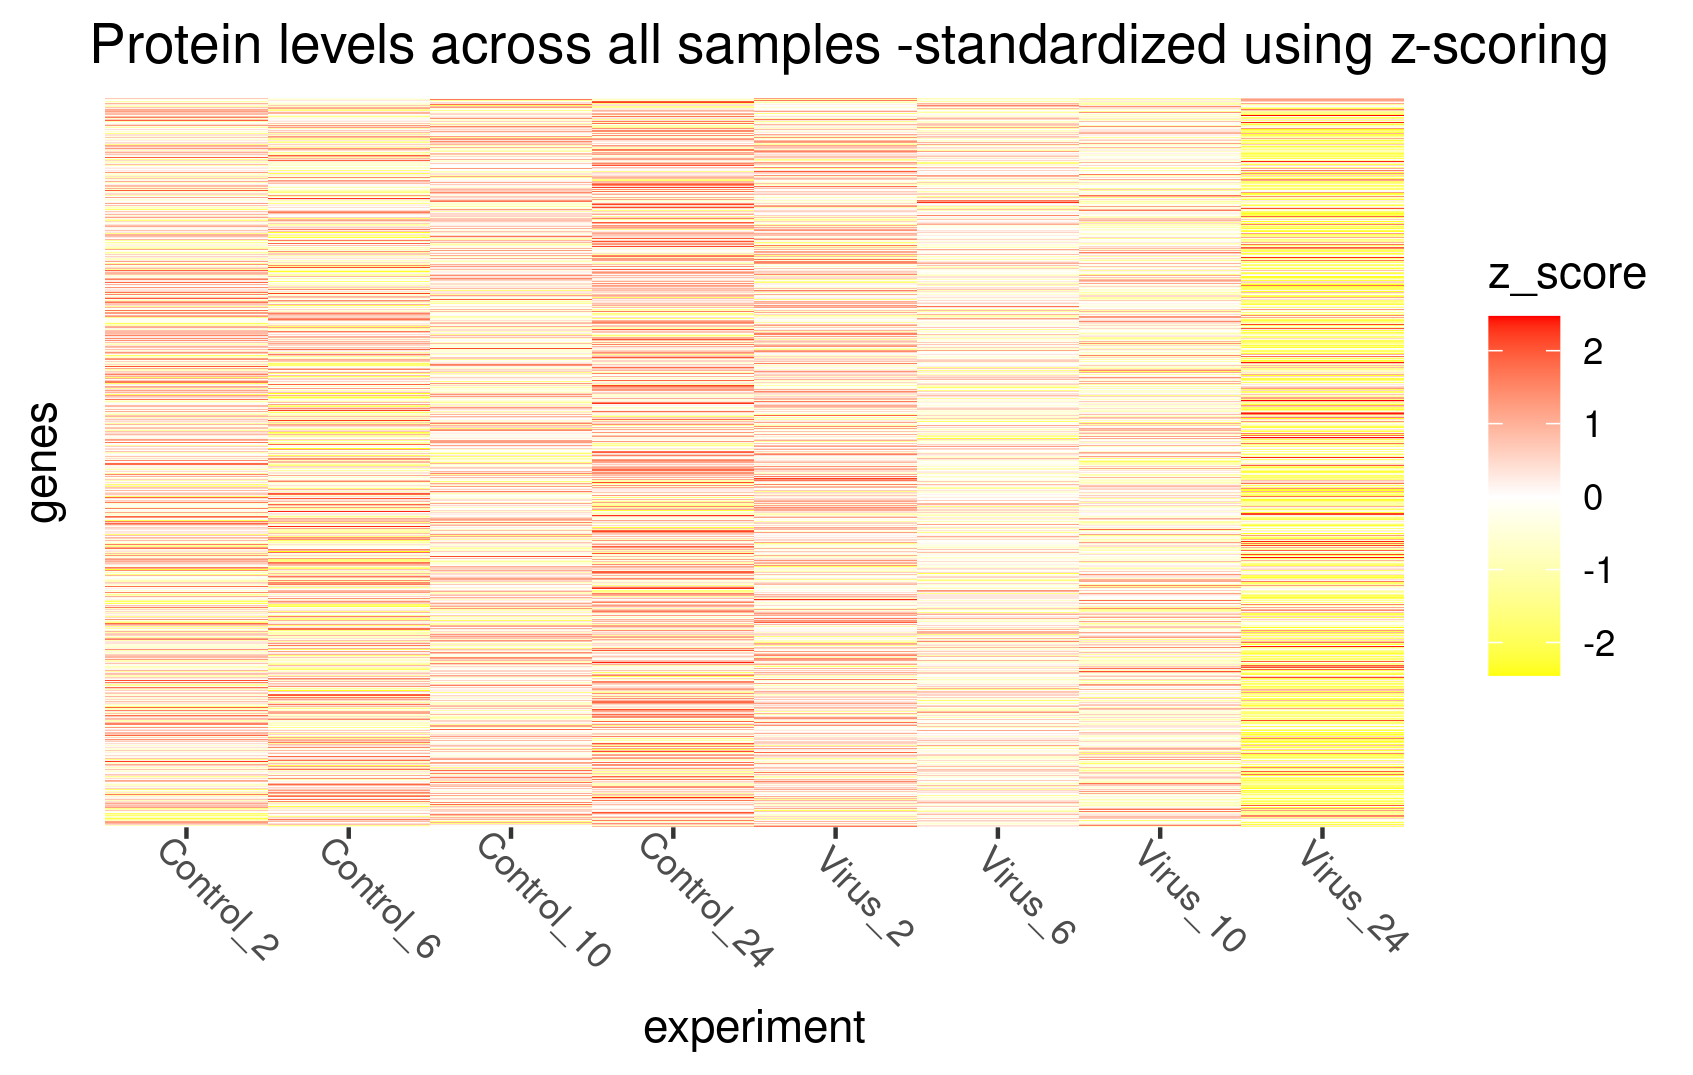 Protein levels across all samples -standardized using z-scoring
genes
z_score
2
1
0
-1
-2
Control_2
Control_6
Control_10
Control_24
Virus_2
Virus_6
Virus_10
Virus_24
experiment